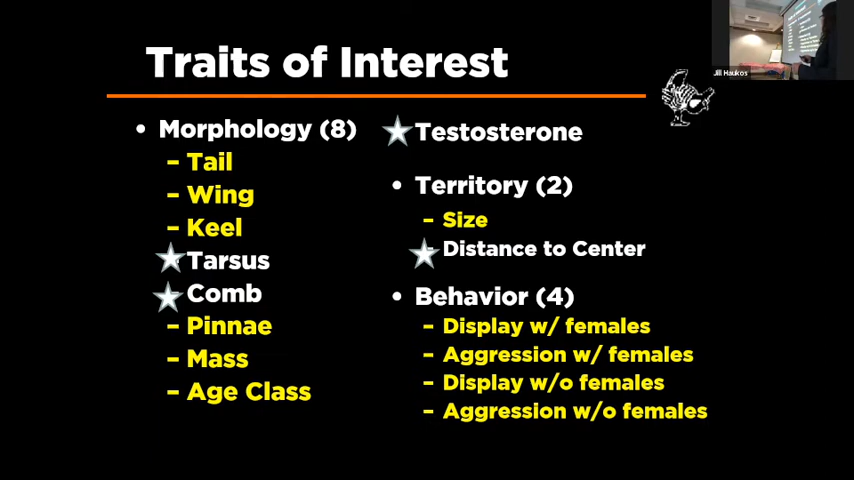 Traits of Interest
Jill Haukos
• Morphology (8)
– Tail
– Wing
– Keel
Tarsus
Comb
– Pinnae
– Mass
– Age Class
Testosterone
• Territory (2)
– Size
Distance to Center
• Behavior (4)
– Display w/ females
– Aggression w/ females
– Display w/o females
– Aggression w/o females